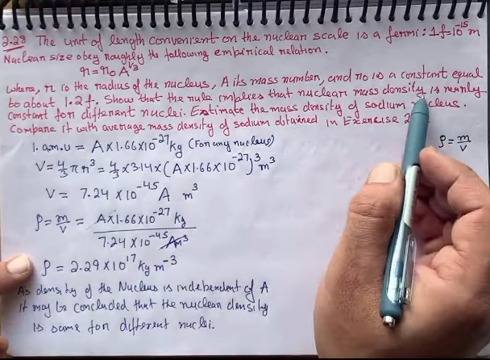 2.28 The unit of length convenient on the nuclear scale is a fermi: 1f=10⁻¹⁵ m
Nuclear size obey roughly the following empirical relation.
r=r₀ A^1/3
where, r is the radius of the nucleus, A its mass number, and r₀ is a constant equal
to be about 1.2f. Show that the rule implies that nuclear mass density is nearly
constant for different nuclei. Estimate the mass density of sodium nucleus.
Compare it with average mass density of sodium obtained in Exercise 2
1. a.m.u = A×1.66×10⁻²⁷ kg (For any nucleus)
ρ = m/v
V = 4/3 π r³ = 4/3 × 3.14 × (A×1.66×10⁻²⁷)³ m³
V = 7.24 ×10⁻⁴⁵ A m³
ρ = m/v = A×1.66×10⁻²⁷ kg / 7.24 ×10⁻⁴⁵ A m³
ρ = 2.29 ×10¹⁷ kg m⁻³
As density of the Nucleus is independent of A
it may be concluded that the nuclear density
is same for different nuclei.